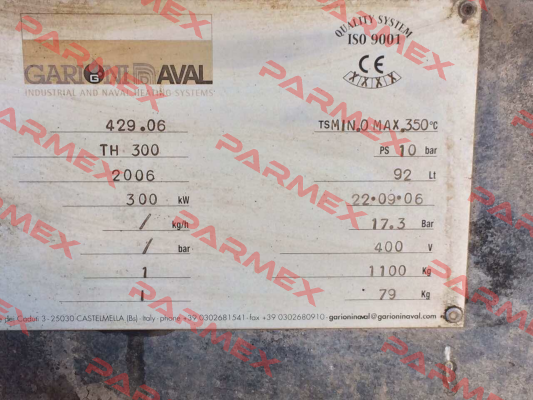 QUALITY SYSTEM
ISO 9001
CE
XXXX
GARIONI NAVAL
INDUSTRIAL AND NAVAL HEATING SYSTEMS
429.06 TS MIN.0 MAX.350°C
TH 300 PS 10 bar
2006 92 Lt
300 kW 22.09.06
/ kg/h 17.3 Bar
/ bar 400 V
1 1100 Kg
1 79 Kg
Caduti 3-25030 CASTELMELLA (Bs) - Italy - phone +39 0302681541 - fax +39 0302680910 - garioninaval@garioninaval.com
PARMEX
PARMEX
PARMEX
PARMEX
PARMEX
PARMEX
PARMEX
PARMEX